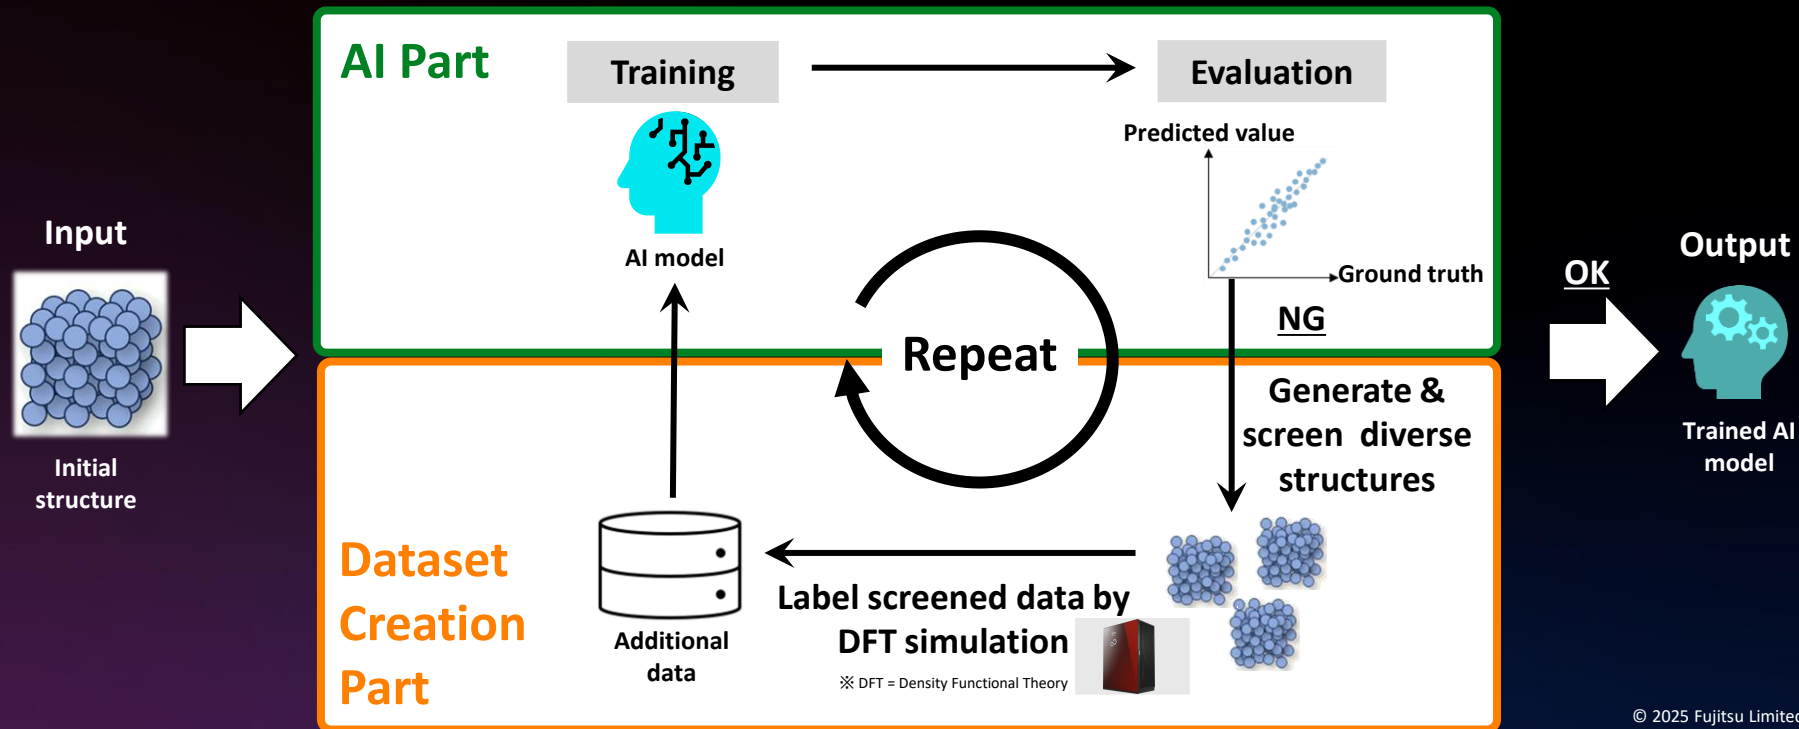 AI Part
Training
Evaluation
Predicted value
Ground truth
AI model
Input
Initial
structure
Repeat
NG
OK
Output
Trained AI
model
Generate &
screen diverse
structures
Dataset
Creation
Part
Additional
data
Label screened data by
DFT simulation
※ DFT = Density Functional Theory
© 2025 Fujitsu Limited